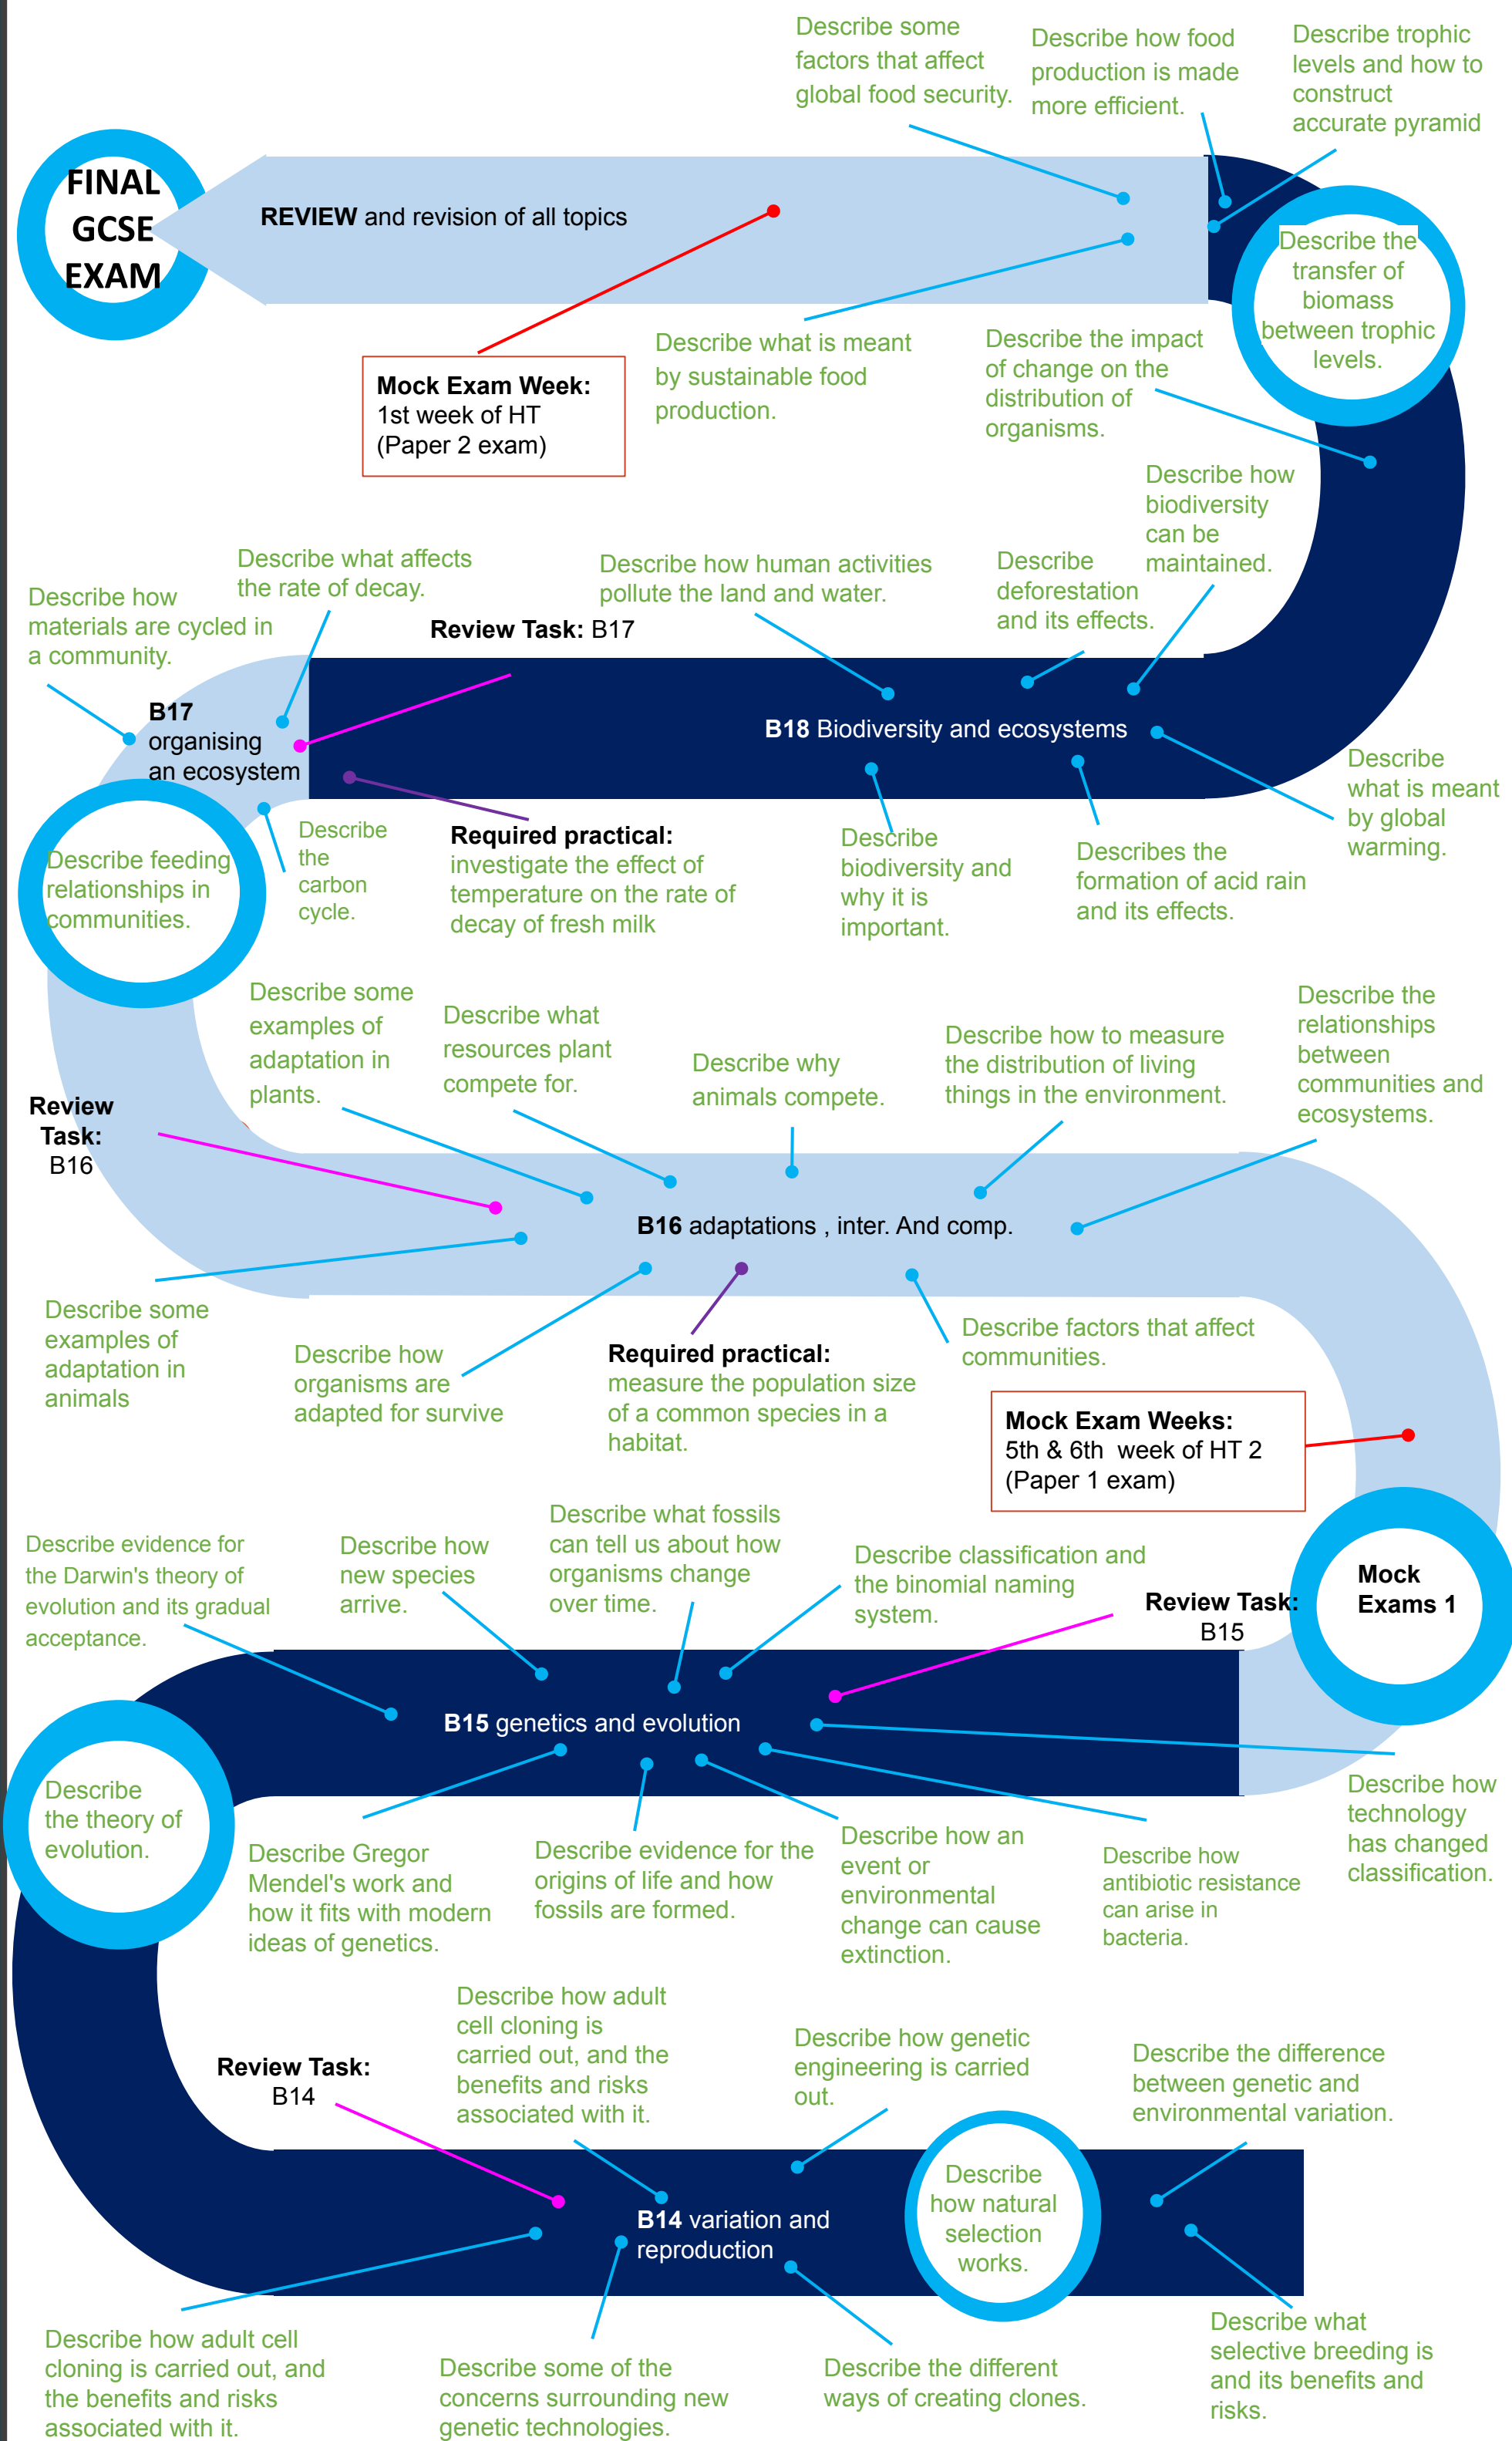 Describe some
factors that affect
global food security.
Describe how food
production is made
more efficient.
Describe trophic
levels and how to
construct
accurate pyramid
FINAL
GCSE
EXAM
REVIEW and revision of all topics
Describe the
transfer of
biomass
between trophic
levels.
Mock Exam Week:
1st week of HT
(Paper 2 exam)
Describe what is meant
by sustainable food
production.
Describe the impact
of change on the
distribution of
organisms.
Describe how
biodiversity
can be
maintained.
Describe how
materials are cycled in
a community.
Describe what affects
the rate of decay.
Review Task: B17
Describe how human activities
pollute the land and water.
Describe
deforestation
and its effects.
B17
organising
an ecosystem
B18 Biodiversity and ecosystems
Describe
what is meant
by global
warming.
Describe feeding
relationships in
communities.
Describe
the
carbon
cycle.
Required practical:
investigate the effect of
temperature on the rate of
decay of fresh milk
Describe
biodiversity and
why it is
important.
Describes the
formation of acid rain
and its effects.
Describe some
examples of
adaptation in
plants.
Describe what
resources plant
compete for.
Describe why
animals compete.
Describe how to measure
the distribution of living
things in the environment.
Describe the
relationships
between
communities and
ecosystems.
Review
Task:
B16
B16 adaptations , inter. And comp.
Describe some
examples of
adaptation in
animals
Describe how
organisms are
adapted for survive
Required practical:
measure the population size
of a common species in a
habitat.
Describe factors that affect
communities.
Mock Exam Weeks:
5th & 6th week of HT 2
(Paper 1 exam)
Mock
Exams 1
Describe evidence for
the Darwin's theory of
evolution and its gradual
acceptance.
Describe how
new species
arrive.
Describe what fossils
can tell us about how
organisms change
over time.
Describe classification and
the binomial naming
system.
Review Task:
B15
B15 genetics and evolution
Describe
the theory of
evolution.
Describe Gregor
Mendel's work and
how it fits with modern
ideas of genetics.
Describe evidence for the
origins of life and how
fossils are formed.
Describe how an
event or
environmental
change can cause
extinction.
Describe how
antibiotic resistance
can arise in
bacteria.
Describe how
technology
has changed
classification.
Review Task:
B14
Describe how adult
cell cloning is
carried out, and the
benefits and risks
associated with it.
Describe how genetic
engineering is carried
out.
Describe the difference
between genetic and
environmental variation.
B14 variation and
reproduction
Describe
how natural
selection
works.
Describe how adult cell
cloning is carried out, and
the benefits and risks
associated with it.
Describe some of the
concerns surrounding new
genetic technologies.
Describe the different
ways of creating clones.
Describe what
selective breeding is
and its benefits and
risks.